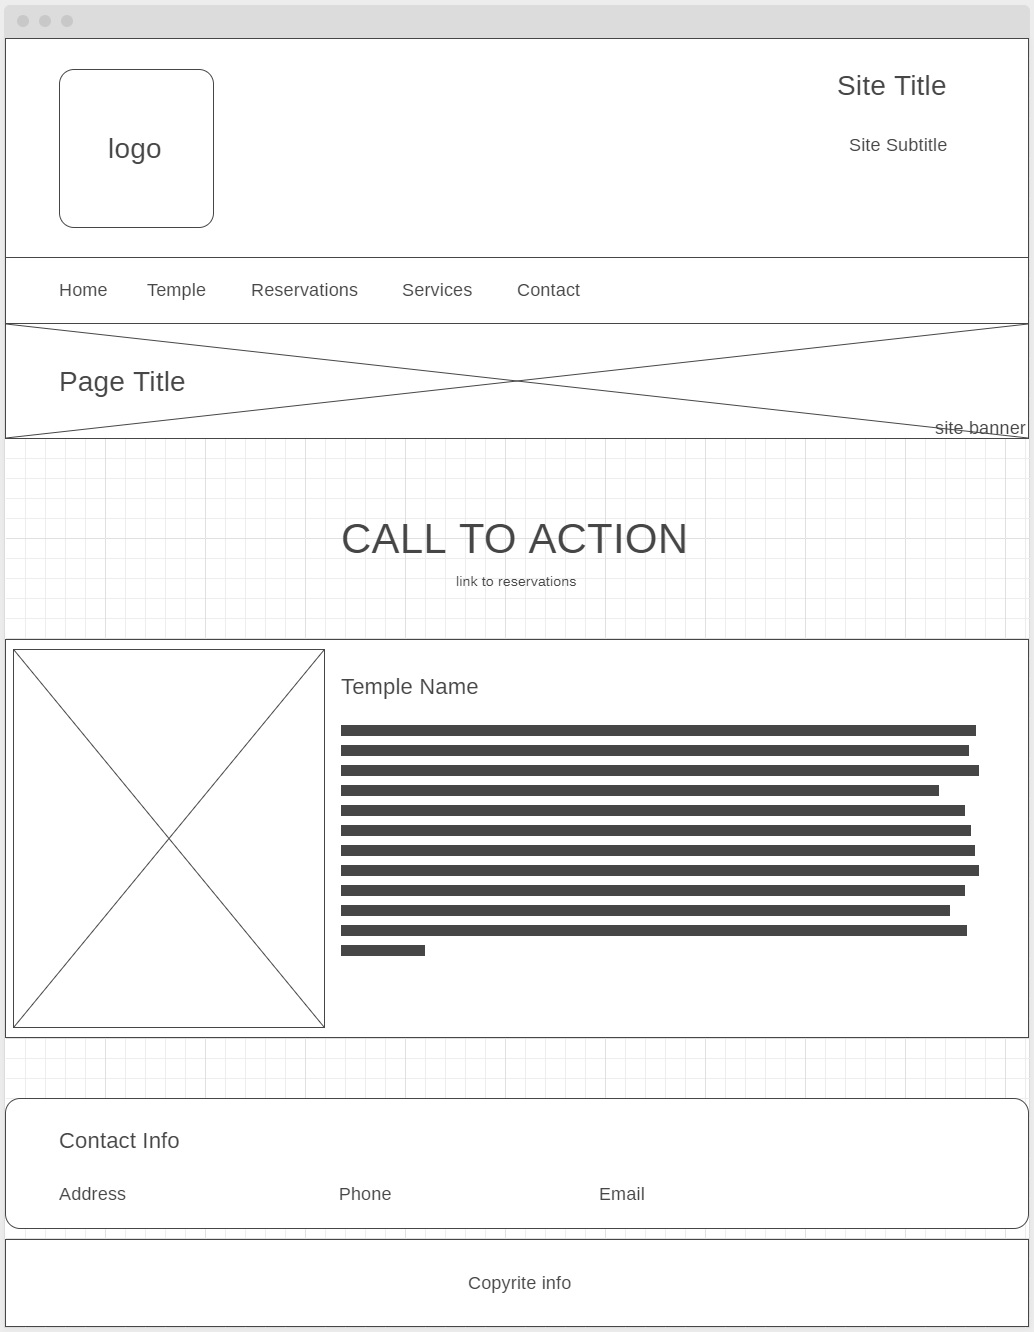 Site Title
logo
Site Subtitle
Home Temple Reservations Services Contact
Page Title
site banner
CALL TO ACTION
link to reservations
Temple Name
Contact Info
Address Phone Email
Copyrite info